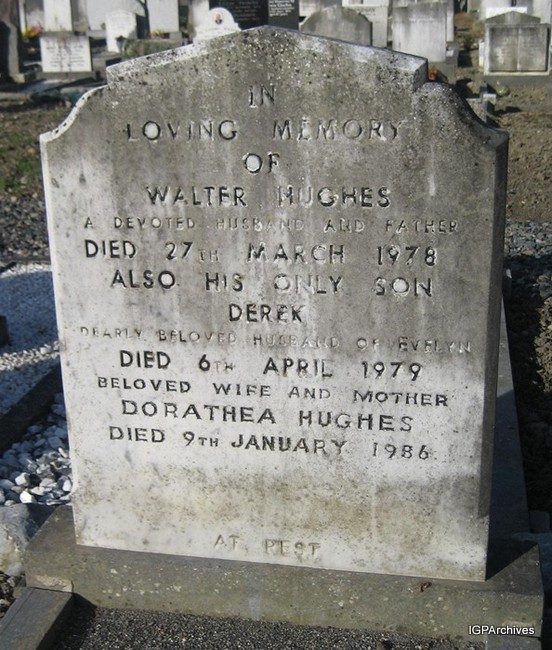 IN
LOVING MEMORY
OF
WALTER HUGHES
A DEVOTED HUSBAND AND FATHER
DIED 27TH MARCH 1978
ALSO HIS ONLY SON
DEREK
DEARLY BELOVED HUSBAND OF EVELYN
DIED 6TH APRIL 1979
BELOVED WIFE AND MOTHER
DORATHEA HUGHES
DIED 9TH JANUARY 1986
AT REST
IGPArchives